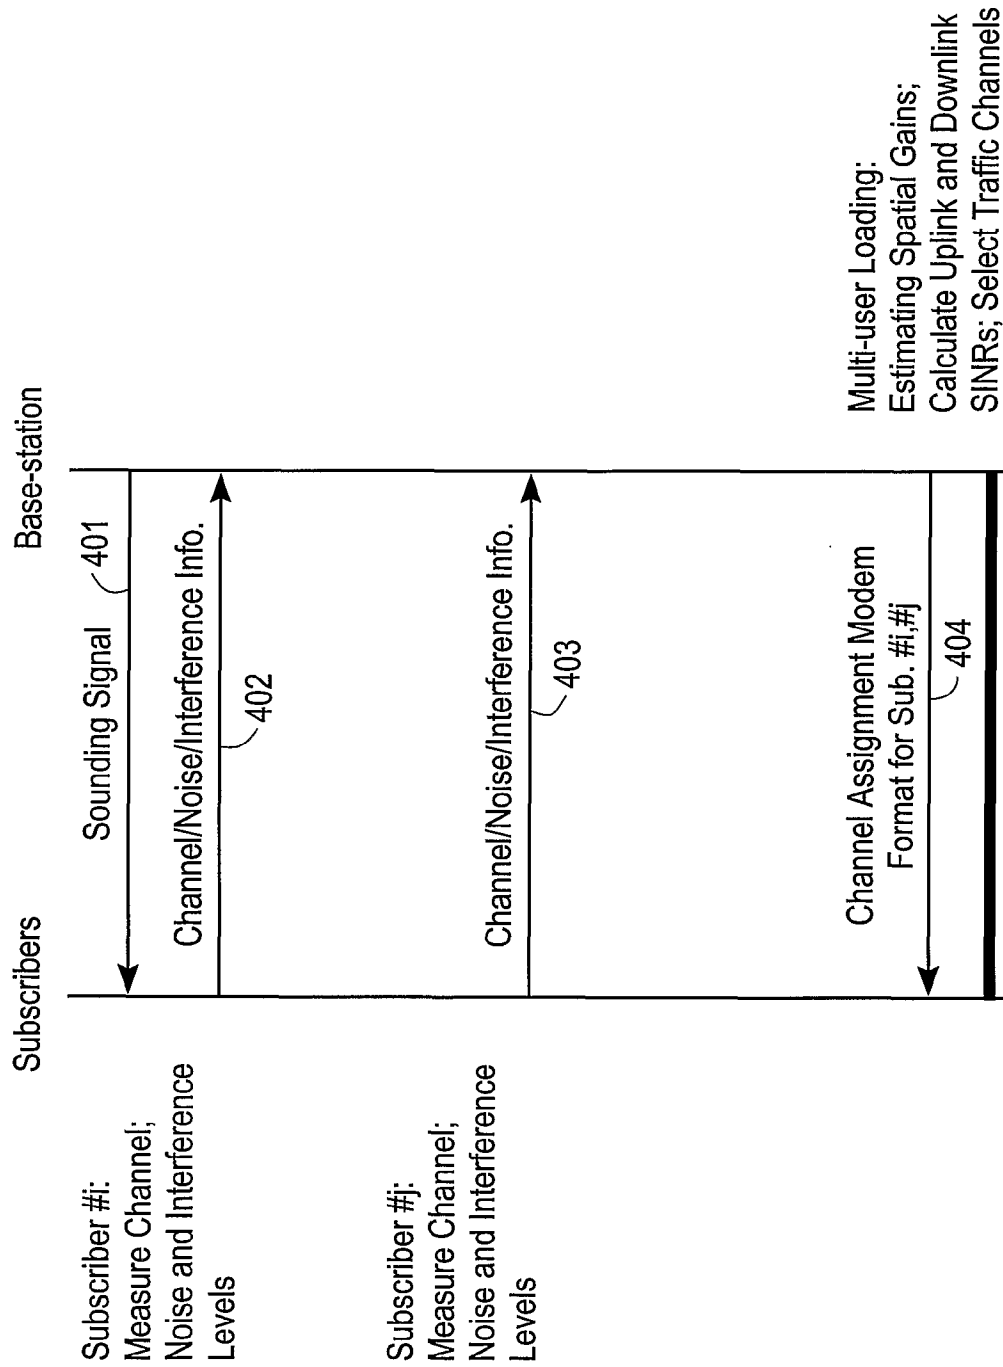 Subscribers
Base-station
Subscriber #i:
Measure Channel;
Noise and Interference
Levels
Sounding Signal
401
Channel/Noise/Interference Info.
402
Subscriber #j:
Measure Channel;
Noise and Interference
Levels
Channel/Noise/Interference Info.
403
Multi-user Loading:
Estimating Spatial Gains;
Calculate Uplink and Downlink
SINRs; Select Traffic Channels
Channel Assignment Modem
Format for Sub. #i,#j
404